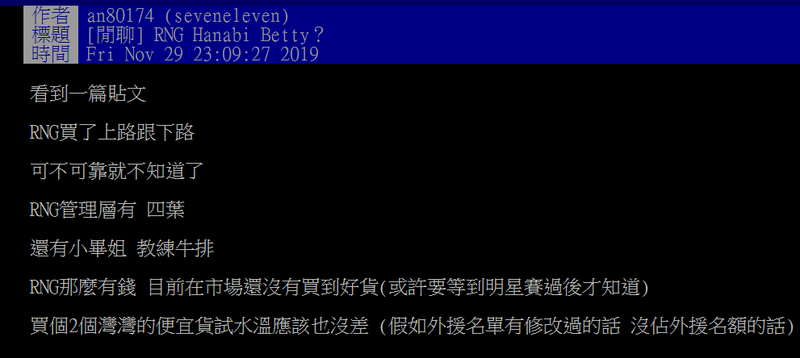 作者 an80174 (seveneleven)
標題 [閒聊] RNG Hanabi Betty?
時間 Fri Nov 29 23:09:27 2019
看到一篇貼文
RNG買了上路跟下路
可不可靠就不知道了
RNG管理層有 四葉
還有小畢姐 教練牛排
RNG那麼有錢 目前在市場還沒有買到好貨(或許要等到明星賽過後才知道)
買個2個灣灣的便宜貨試水溫應該也沒差 (假如外援名單有修改過的話 沒佔外援名額的話)